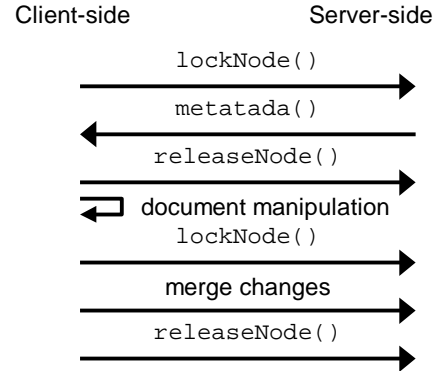 Client-side Server-side
lockNode()
metatada()
releaseNode()
document manipulation
lockNode()
merge changes
releaseNode()